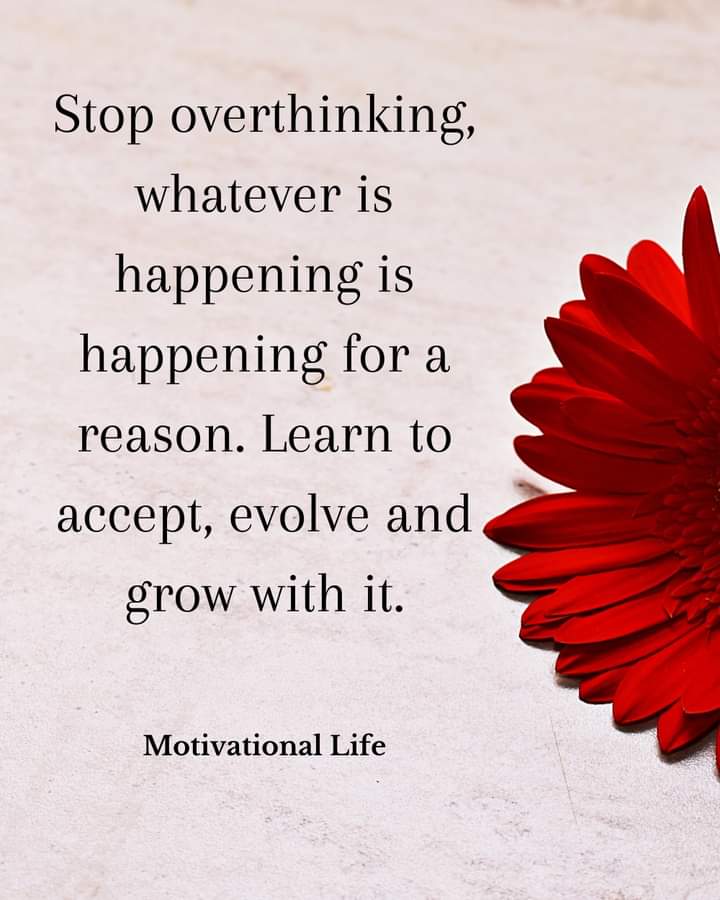 Stop overthinking,
whatever is
happening is
happening for a
reason. Learn to
accept, evolve and
grow with it.
Motivational Life